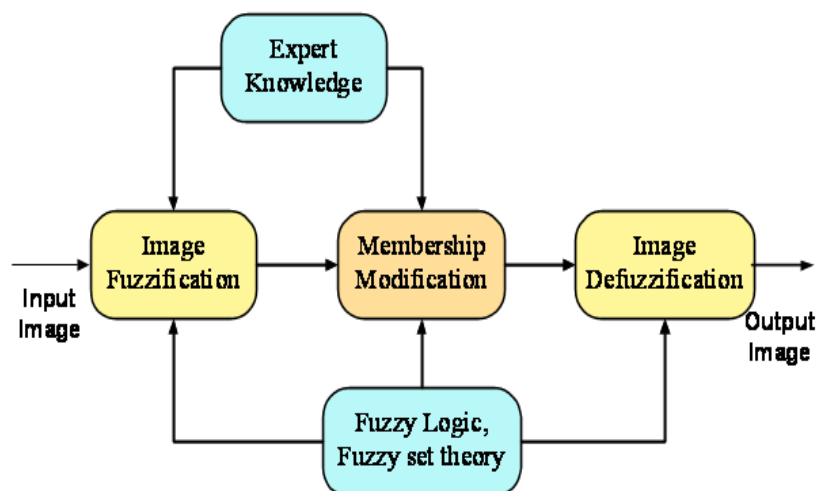 Expert
Knowledge
Image
Fuzzification
Membership
Modification
Image
Defuzzification
Input
Image
Output
Image
Fuzzy Logic,
Fuzzy set theory